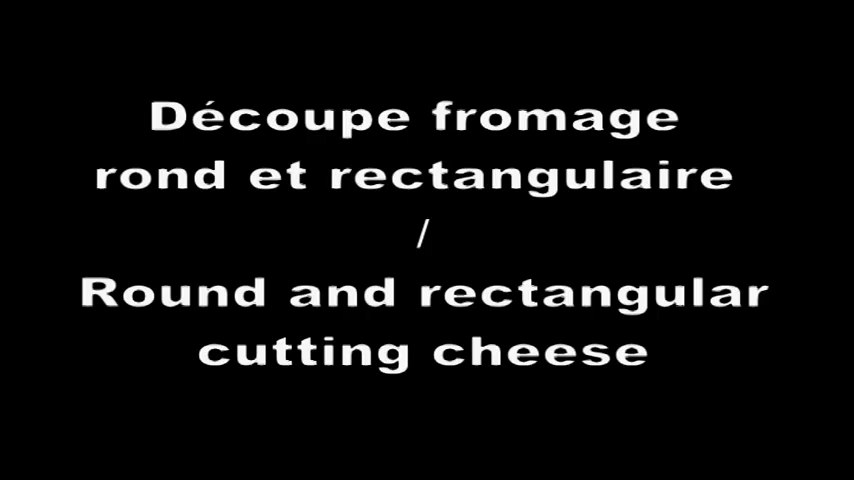 Découpe fromage
rond et rectangulaire
/
Round and rectangular
cutting cheese